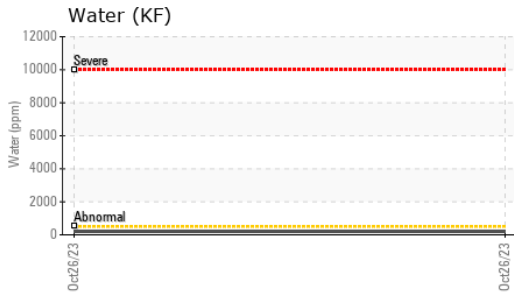 Water (KF)
12000
Severe
10000
8000
6000
Water (ppm)
4000
2000
Abnormal
0
Oct26/23
Oct26/23